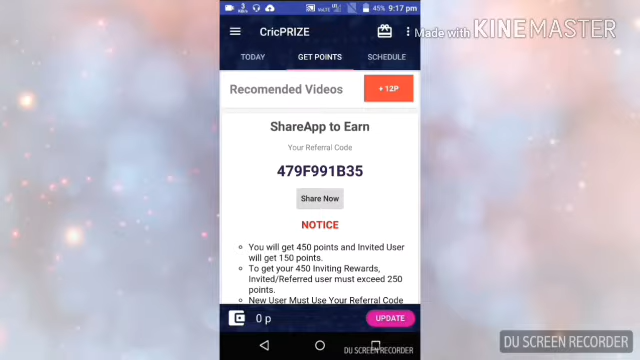 3
KB/s
VoLTE
45% 9:17 pm
CricPRIZE
Made with KINEMASTER
TODAY GET POINTS SCHEDULE
Recomended Videos
+ 12P
ShareApp to Earn
Your Referral Code
479F991B35
Share Now
NOTICE
You will get 450 points and Invited User
will get 150 points.
To get your 450 Inviting Rewards,
Invited/Referred user must exceed 250
points.
New User Must Use Your Referral Code
0 p
UPDATE
DU SCREEN RECORDER
DU SCREEN RECORDER